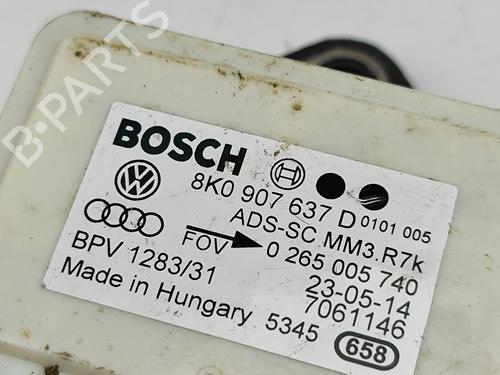 B-PARTS
BOSCH
8K0 907 637 D 0101 005
ADS-SC.MM3.R7k
FOV 0 265 005 740
BPV 1283/31 23-05-14
Made in Hungary 7061146
5345 658